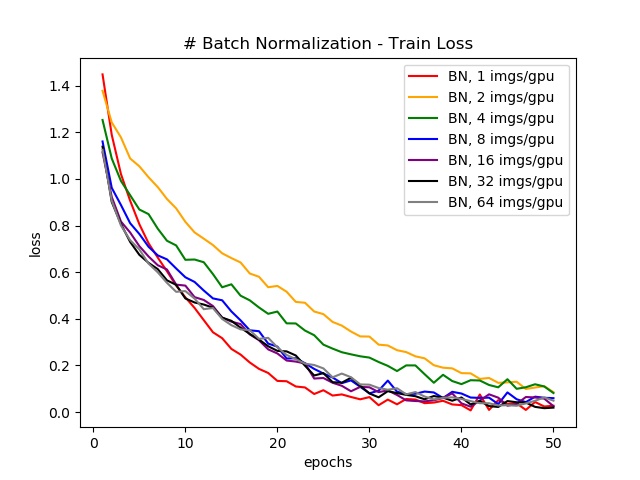 # Batch Normalization - Train Loss
BN, 1 imgs/gpu
BN, 2 imgs/gpu
BN, 4 imgs/gpu
BN, 8 imgs/gpu
BN, 16 imgs/gpu
BN, 32 imgs/gpu
BN, 64 imgs/gpu
loss
1.4
1.2
1.0
0.8
0.6
0.4
0.2
0.0
0 10 20 30 40 50
epochs